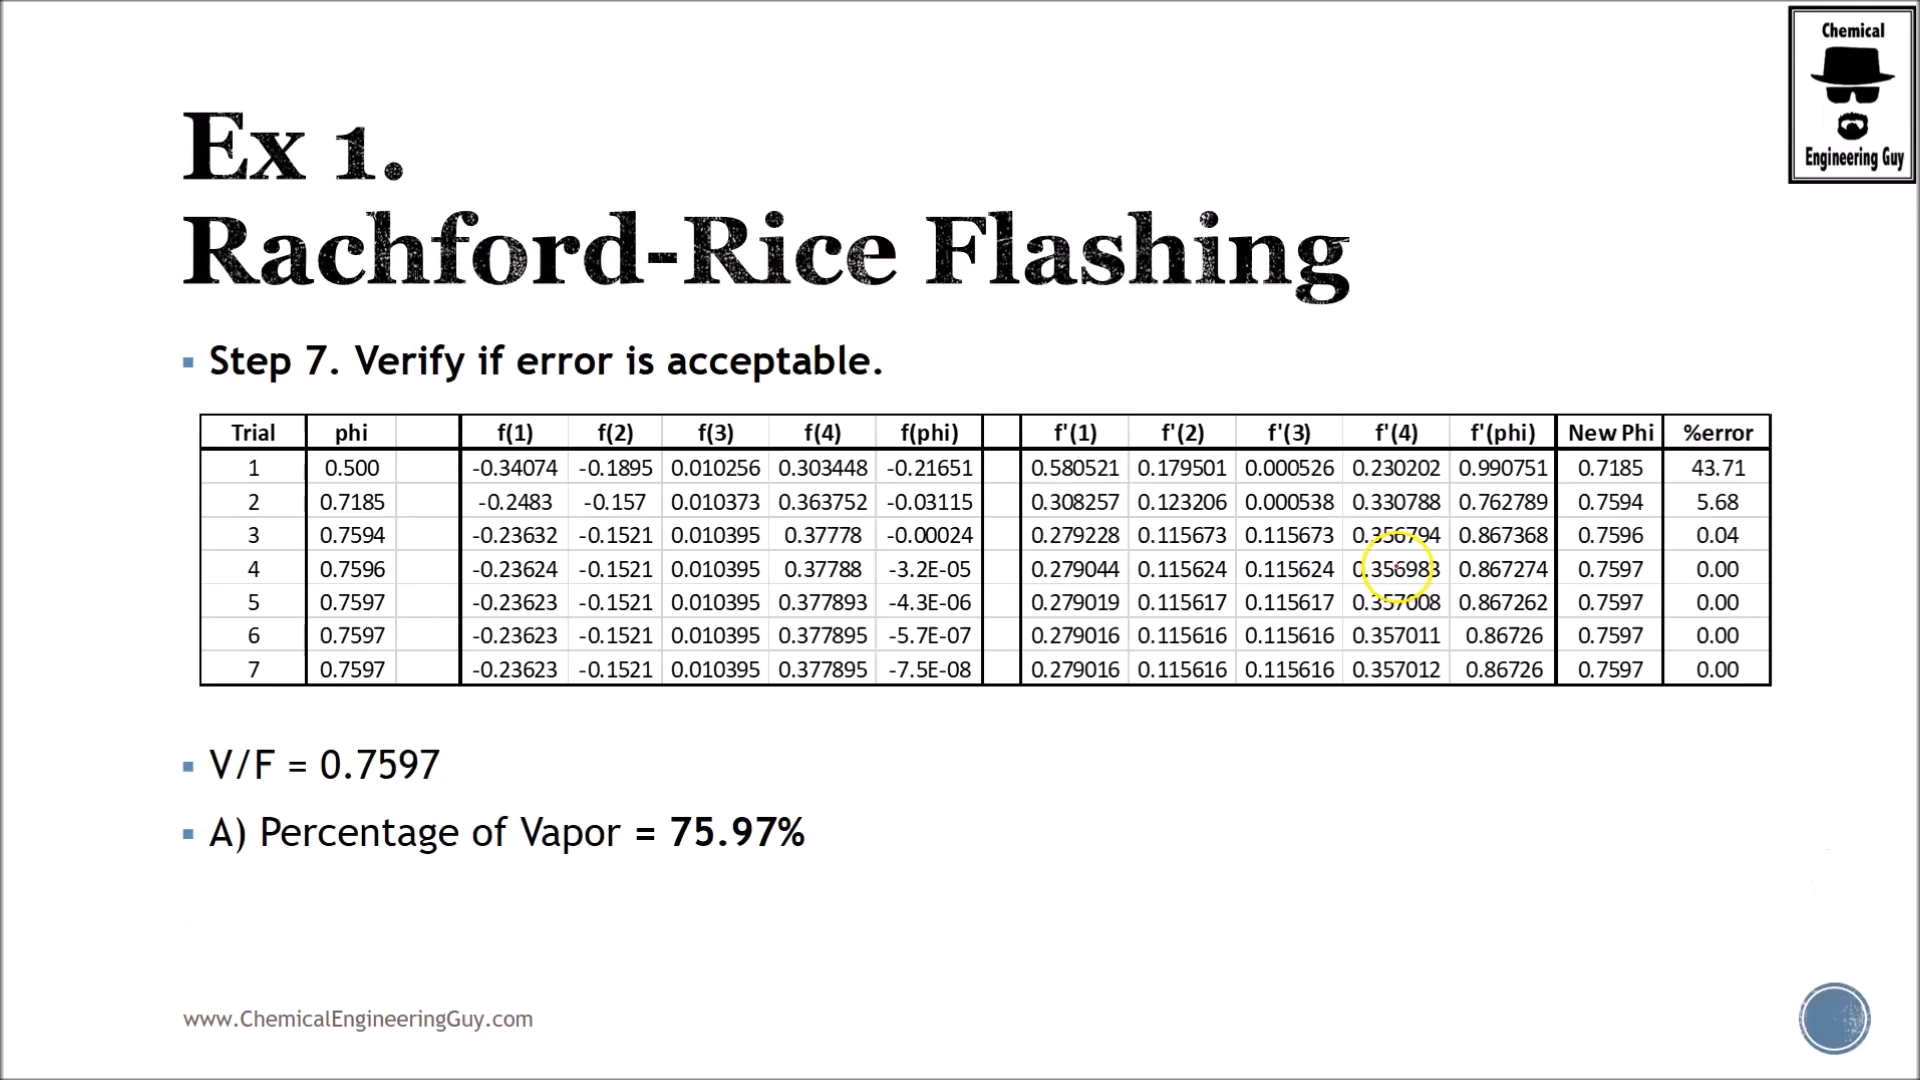 Chemical
Engineering Guy
Ex 1.
Rachford-Rice Flashing
Step 7. Verify if error is acceptable.
Trial phi f(1) f(2) f(3) f(4) f(phi) f'(1) f'(2) f'(3) f'(4) f'(phi) New Phi %error
1 0.500 -0.34074 -0.1895 0.010256 0.303448 -0.21651 0.580521 0.179501 0.000526 0.230202 0.990751 0.7185 43.71
2 0.7185 -0.2483 -0.157 0.010373 0.363752 -0.03115 0.308257 0.123206 0.000538 0.330788 0.762789 0.7594 5.68
3 0.7594 -0.23632 -0.1521 0.010395 0.37778 -0.00024 0.279228 0.115673 0.115673 0.356794 0.867368 0.7596 0.04
4 0.7596 -0.23624 -0.1521 0.010395 0.37788 -3.2E-05 0.279044 0.115624 0.115624 0.356983 0.867274 0.7597 0.00
5 0.7597 -0.23623 -0.1521 0.010395 0.377893 -4.3E-06 0.279019 0.115617 0.115617 0.357008 0.867262 0.7597 0.00
6 0.7597 -0.23623 -0.1521 0.010395 0.377895 -5.7E-07 0.279016 0.115616 0.115616 0.357011 0.86726 0.7597 0.00
7 0.7597 -0.23623 -0.1521 0.010395 0.377895 -7.5E-08 0.279016 0.115616 0.115616 0.357012 0.86726 0.7597 0.00
V/F = 0.7597
A) Percentage of Vapor = 75.97%
www.ChemicalEngineeringGuy.com